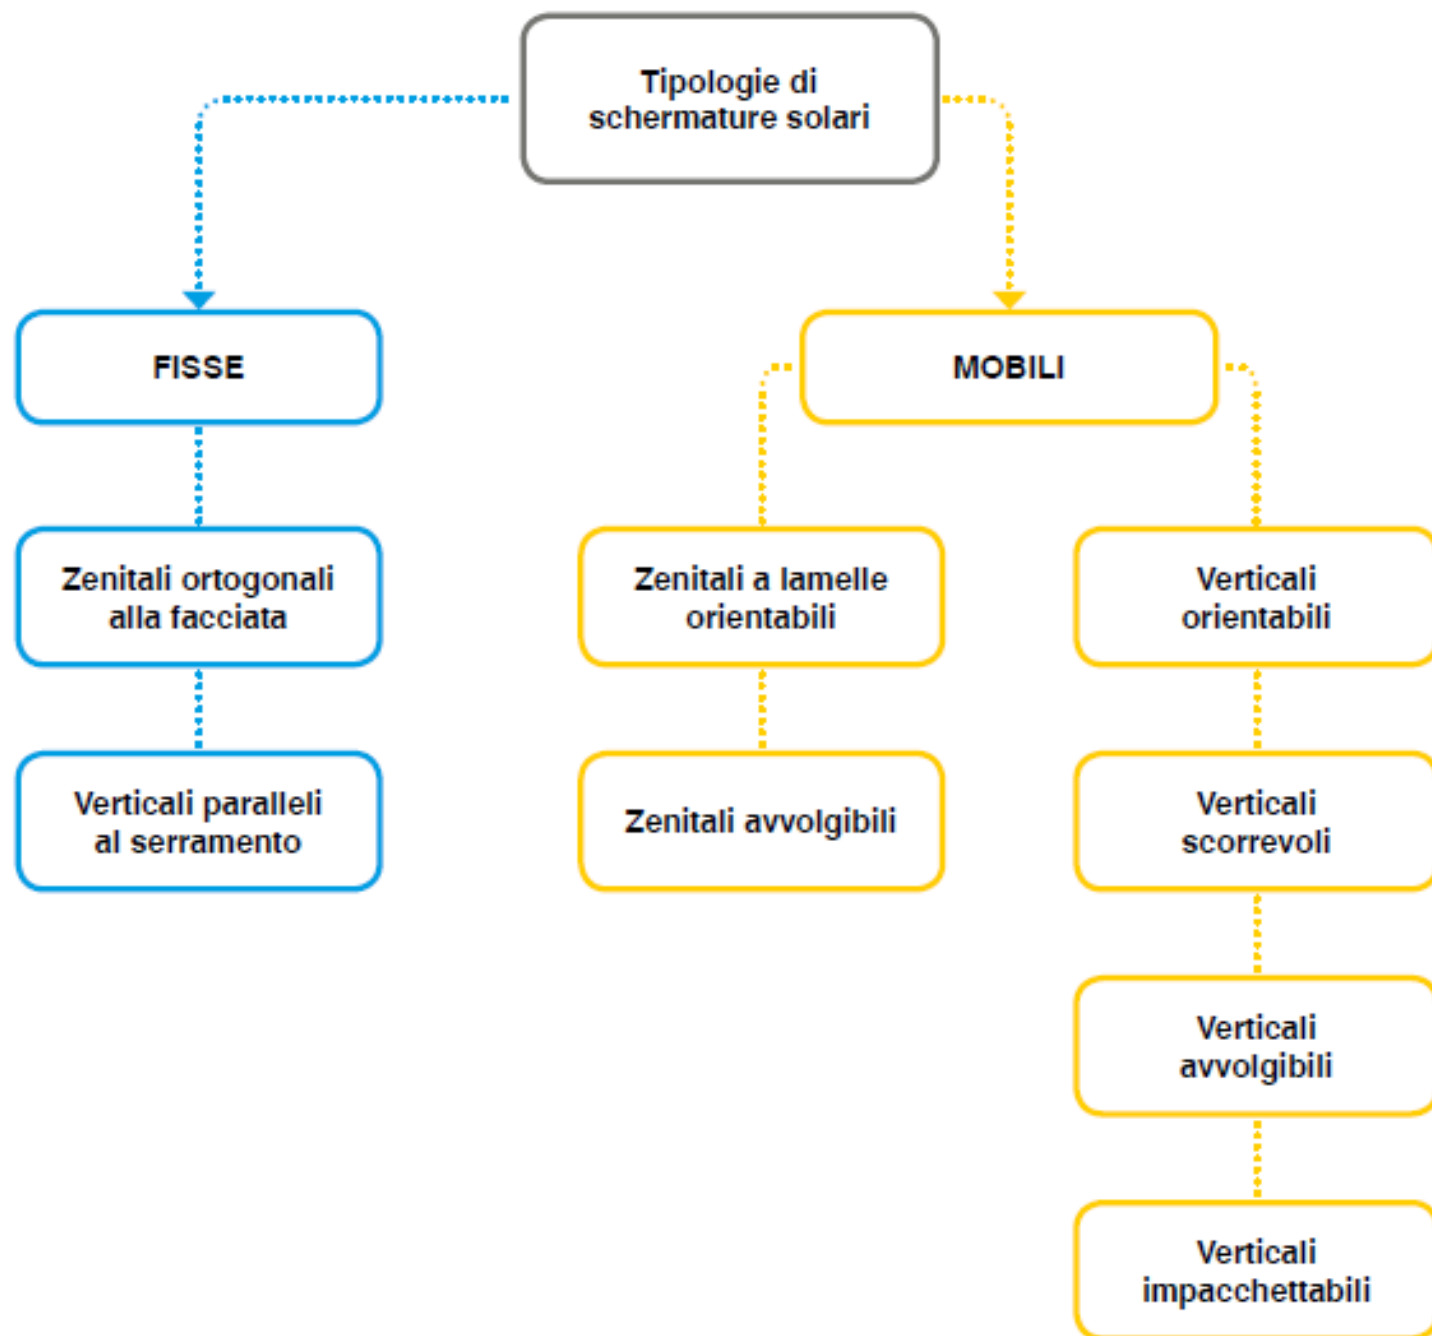 Tipologie di
schermature solari
FISSE
MOBILI
Zenitali ortogonali
alla facciata
Zenitali a lamelle
orientabili
Verticali
orientabili
Verticali paralleli
al serramento
Zenitali avvolgibili
Verticali
scorrevoli
Verticali
avvolgibili
Verticali
impacchettabili